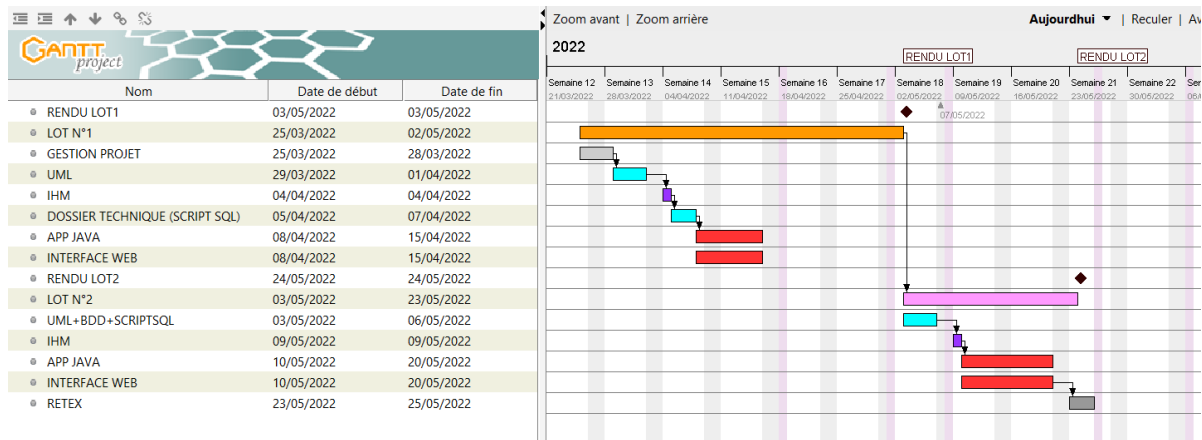 Zoom avant | Zoom arrière
Aujourd'hui ▼ | Reculer | Av
GANTT
project
2022
RENDU LOT1
RENDU LOT2
Semaine 12 Semaine 13 Semaine 14 Semaine 15 Semaine 16 Semaine 17 Semaine 18 Semaine 19 Semaine 20 Semaine 21 Semaine 22 Ser
21/03/2022 28/03/2022 04/04/2022 11/04/2022 18/04/2022 25/04/2022 02/05/2022 09/05/2022 16/05/2022 23/05/2022 30/05/2022 06/0
07/05/2022
Nom Date de début Date de fin
RENDU LOT1 03/05/2022 03/05/2022
LOT N°1 25/03/2022 02/05/2022
GESTION PROJET 25/03/2022 28/03/2022
UML 29/03/2022 01/04/2022
IHM 04/04/2022 04/04/2022
DOSSIER TECHNIQUE (SCRIPT SQL) 05/04/2022 07/04/2022
APP JAVA 08/04/2022 15/04/2022
INTERFACE WEB 08/04/2022 15/04/2022
RENDU LOT2 24/05/2022 24/05/2022
LOT N°2 03/05/2022 23/05/2022
UML+BDD+SCRIPTSQL 03/05/2022 06/05/2022
IHM 09/05/2022 09/05/2022
APP JAVA 10/05/2022 20/05/2022
INTERFACE WEB 10/05/2022 20/05/2022
RETEX 23/05/2022 25/05/2022